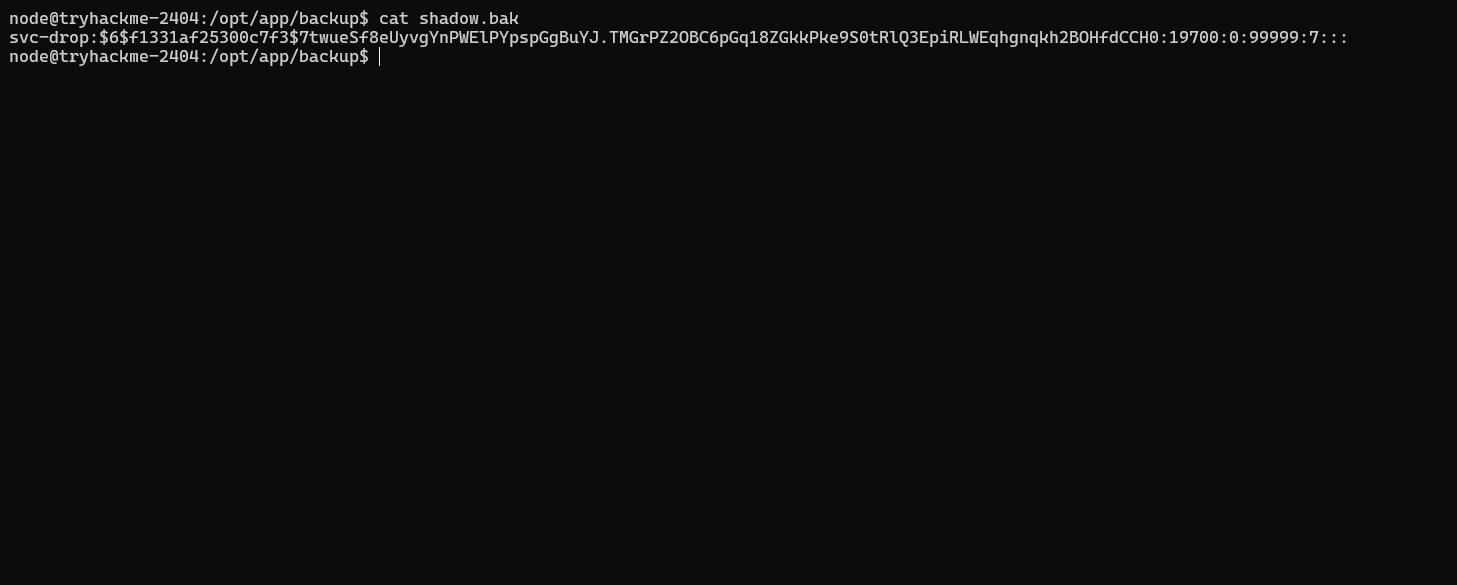 node@tryhackme-2404:/opt/app/backup$ cat shadow.bak
svc-drop:$6$f1331af25300c7f3$7twueSf8eUyvgYnPWElPYpspGgBuYJ.TMGrPZ2OBC6pGq18ZGkkPke9S0tRlQ3EpiRLWEqhgnqkh2BOHfdCCH0:19700:0:99999:7:::
node@tryhackme-2404:/opt/app/backup$